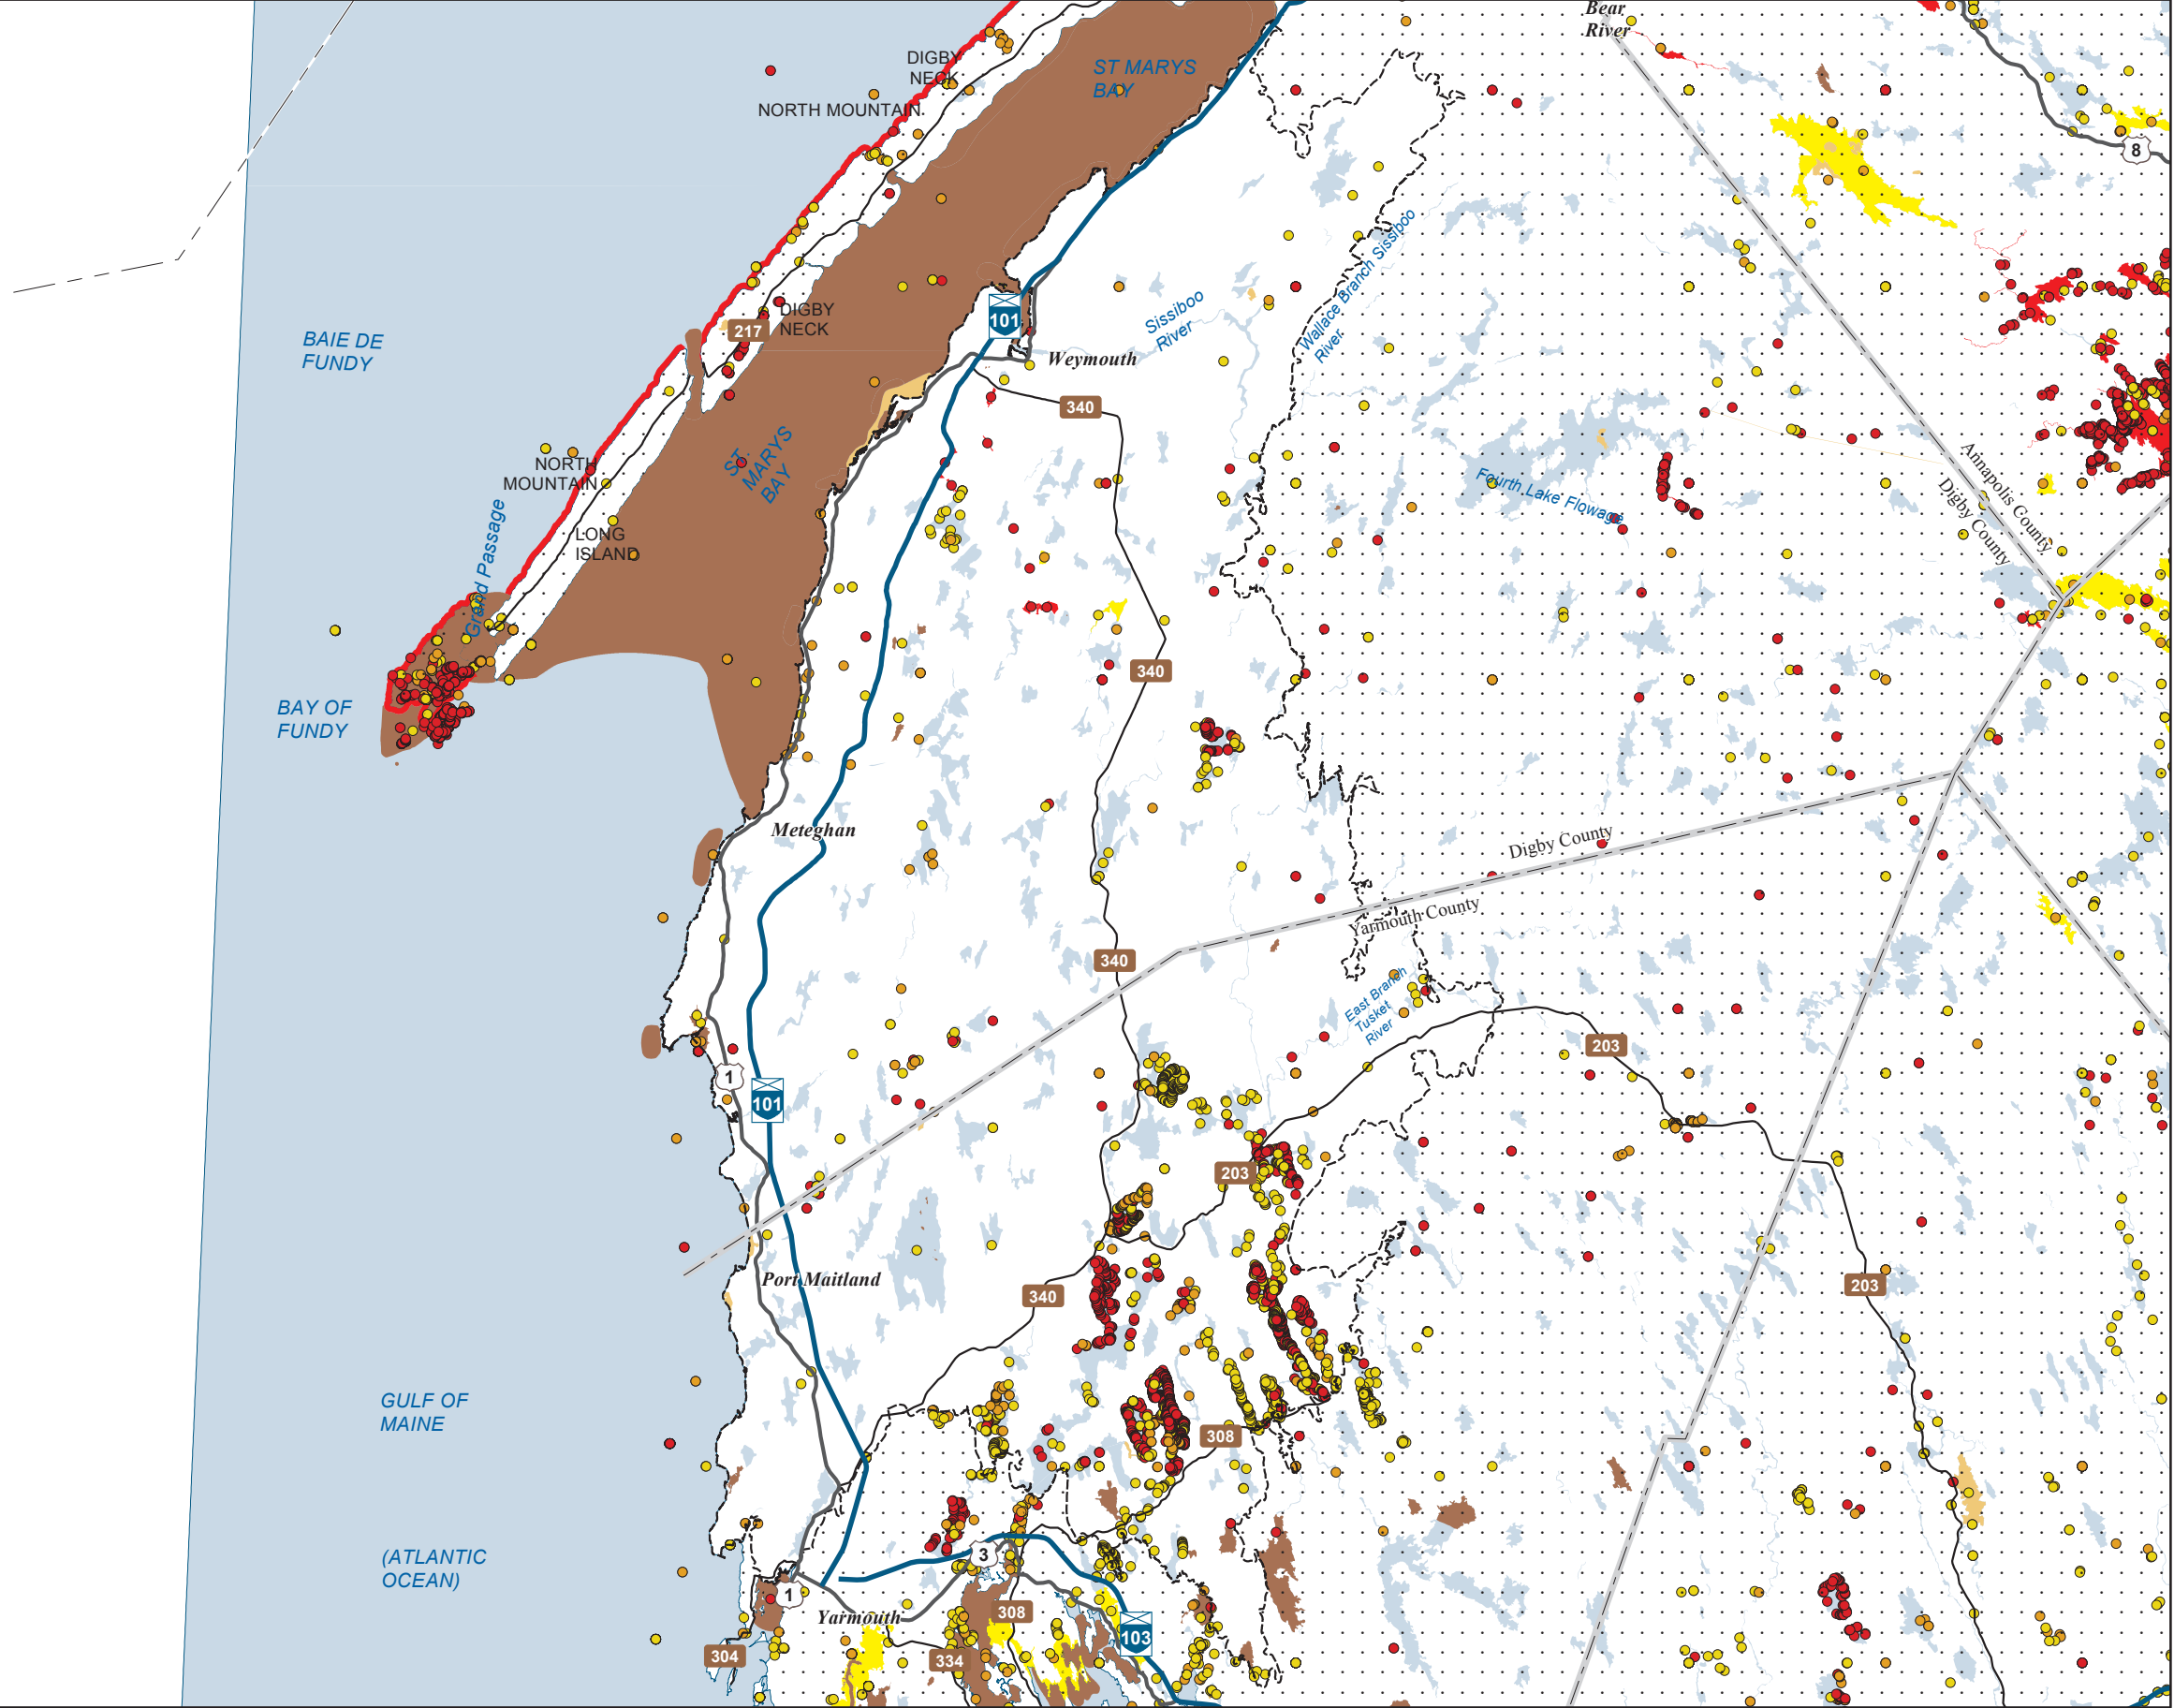 Bear
River
DIGBY
NECK
ST MARYS
BAY
NORTH MOUNTAIN
8
Wallace Branch Sissiboo
River
Sissiboo
River
DIGBY
NECK
217
101
BAIE DE
FUNDY
Weymouth
340
ST.
MARYS
BAY
NORTH
MOUNTAIN
Fourth Lake Flowage
Annapolis County
Digby County
Grand Passage
LONG
ISLAND
340
BAY OF
FUNDY
Meteghan
Digby County
Yarmouth County
340
East Branch
Tusket
River
203
1
101
203
Port Maitland
340
203
GULF OF
MAINE
308
(ATLANTIC
OCEAN)
3
1
Yarmouth
308
103
304
334